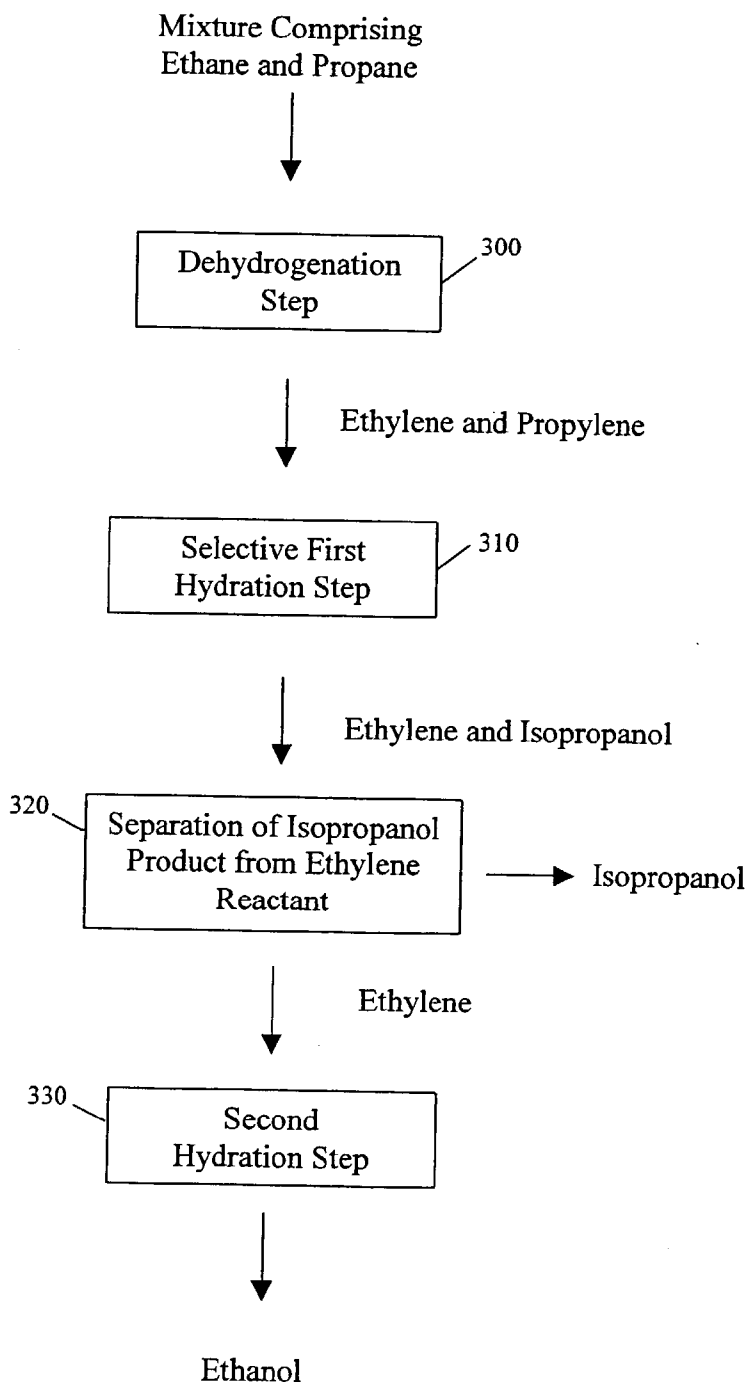 Mixture Comprising
Ethane and Propane
Dehydrogenation
Step
300
Ethylene and Propylene
Selective First
Hydration Step
310
Ethylene and Isopropanol
320
Separation of Isopropanol
Product from Ethylene
Reactant
Isopropanol
Ethylene
330
Second
Hydration Step
Ethanol